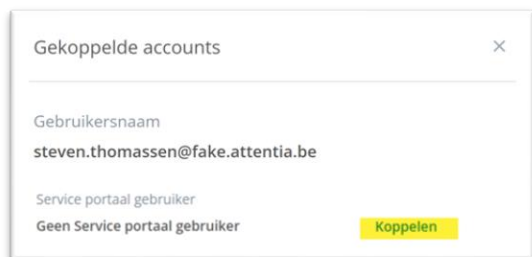 Gekoppelde accounts
Gebruikersnaam
steven.thomassen@fake.attentia.be
Service portaal gebruiker
Geen Service portaal gebruiker Koppelen